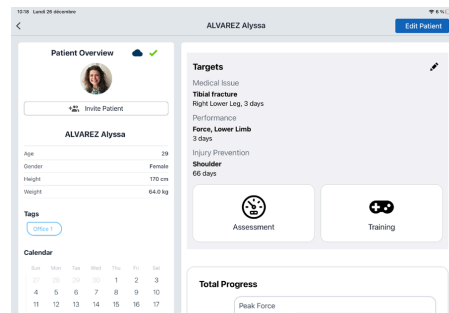 10:18 Lundi 26 décembre
6 %
ALVAREZ Alyssa
Edit Patient
Patient Overview
Invite Patient
ALVAREZ Alyssa
Age 29
Gender Female
Height 170 cm
Weight 64.0 kg
Tags
Office 1
Calendar
Sun Mon Tue Wed Thu Fri Sat
27 28 29 30 1 2 3
4 5 6 7 8 9 10
11 12 13 14 15 16 17
Targets
Medical Issue
Tibial fracture
Right Lower Leg, 3 days
Performance
Force, Lower Limb
3 days
Injury Prevention
Shoulder
66 days
Assessment
Training
Total Progress
Peak Force